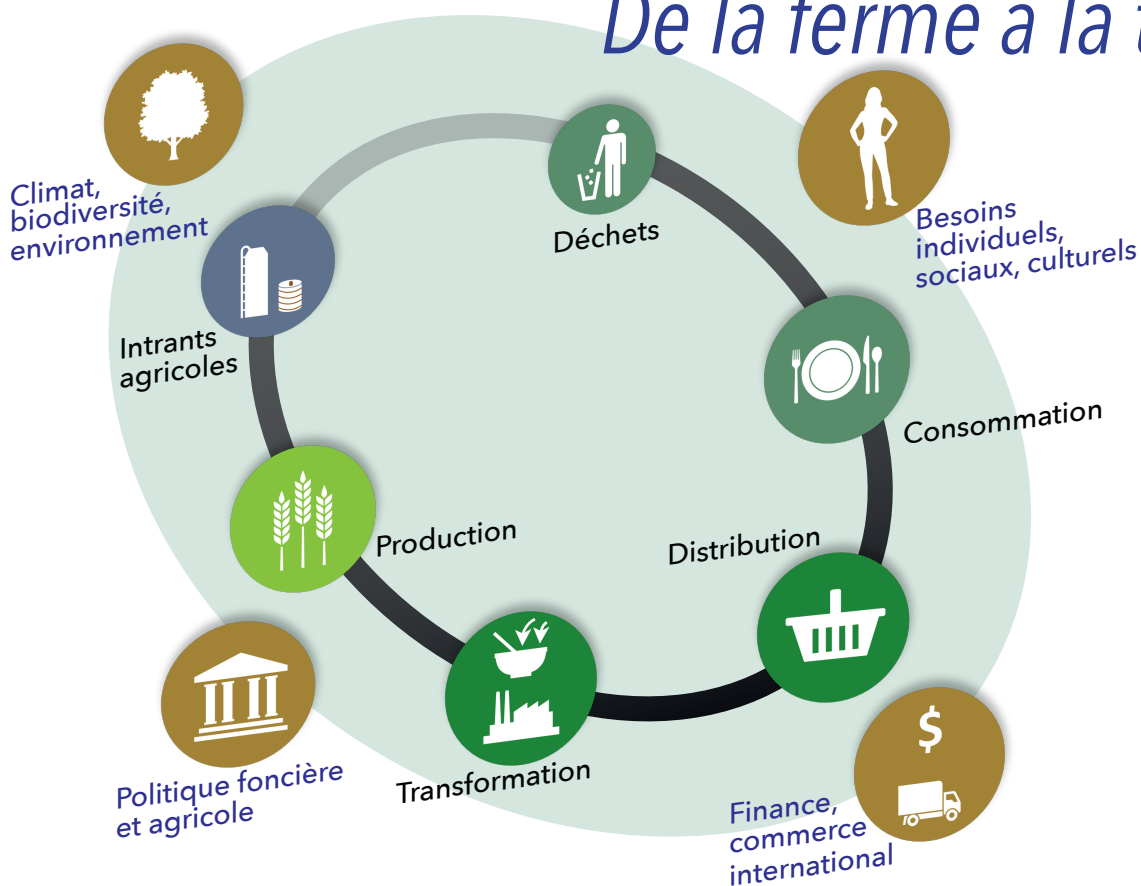 De la ferme a la t
Climat,
biodiversité,
environnement
Déchets
Besoins
individuels,
sociaux, culturels
Intrants
agricoles
Consommation
Production
Distribution
Politique foncière
et agricole
Transformation
Finance,
commerce
international
$